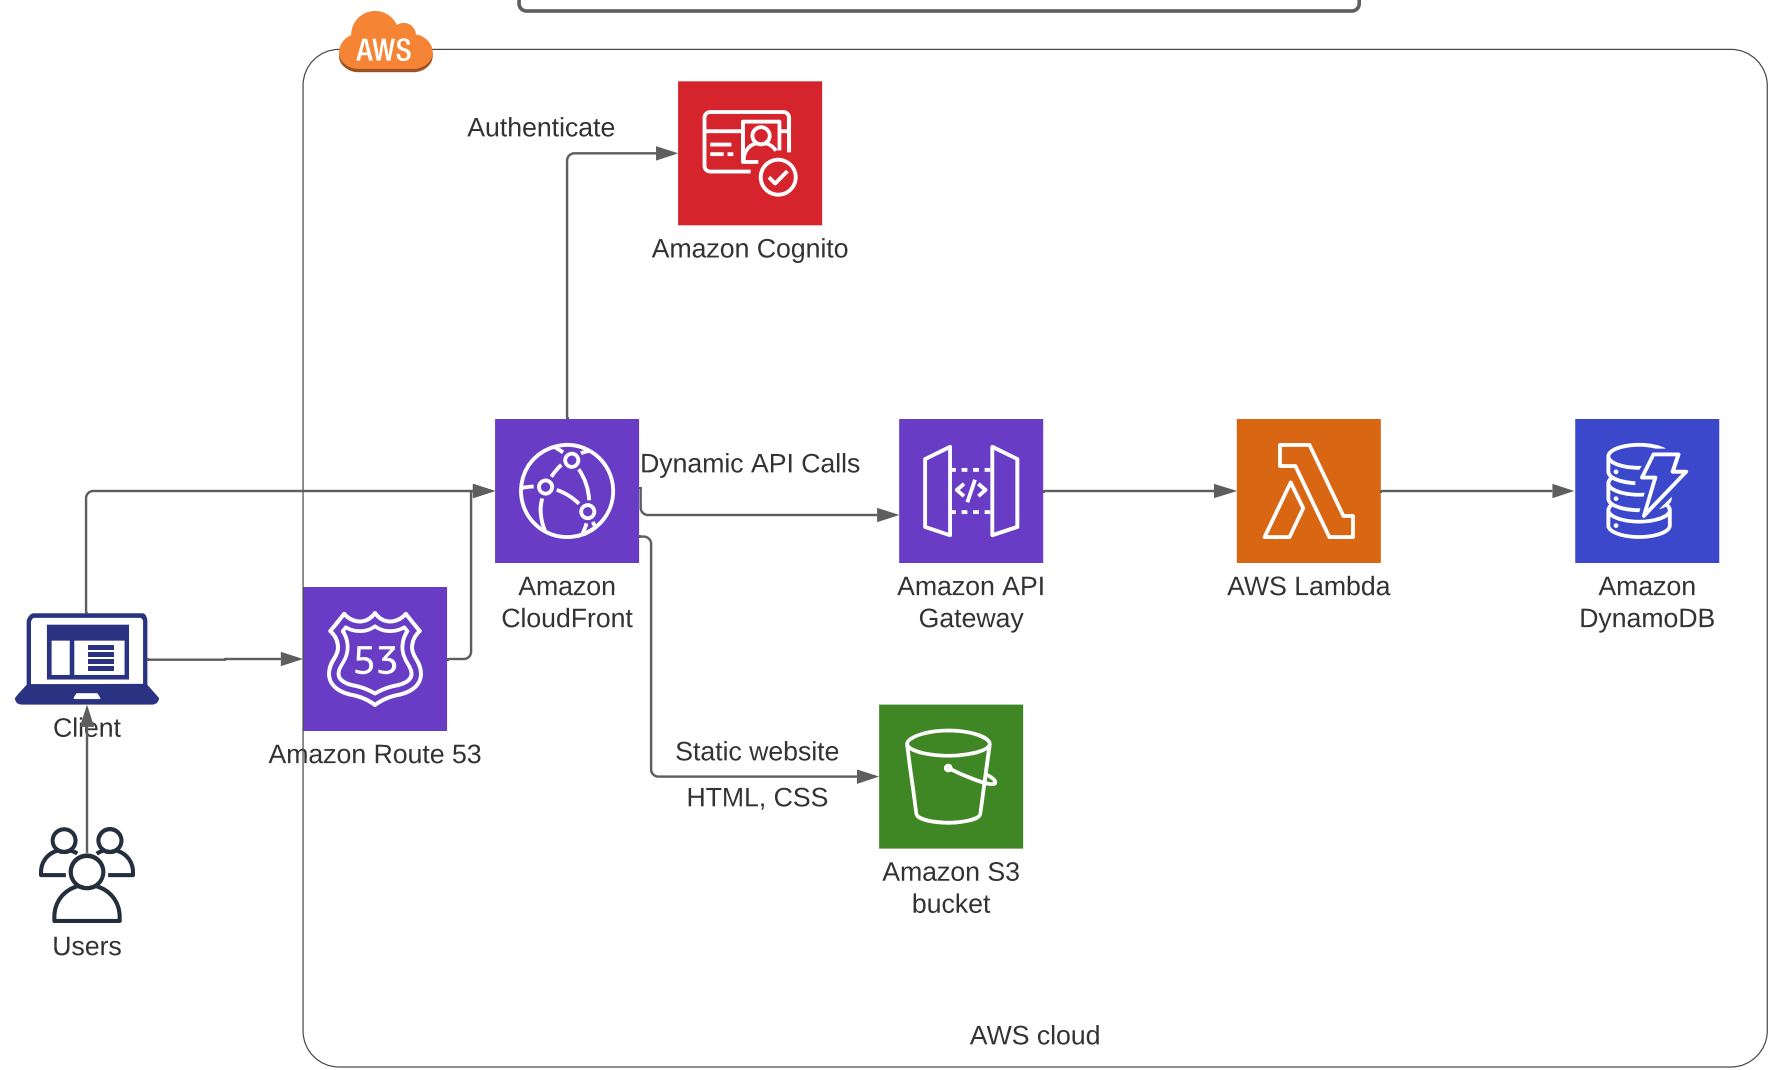 AWS
Authenticate
Amazon Cognito
Dynamic API Calls
Amazon
CloudFront
Amazon API
Gateway
AWS Lambda
Amazon
DynamoDB
53
Client
Amazon Route 53
Static website
HTML, CSS
Amazon S3
bucket
Users
AWS cloud